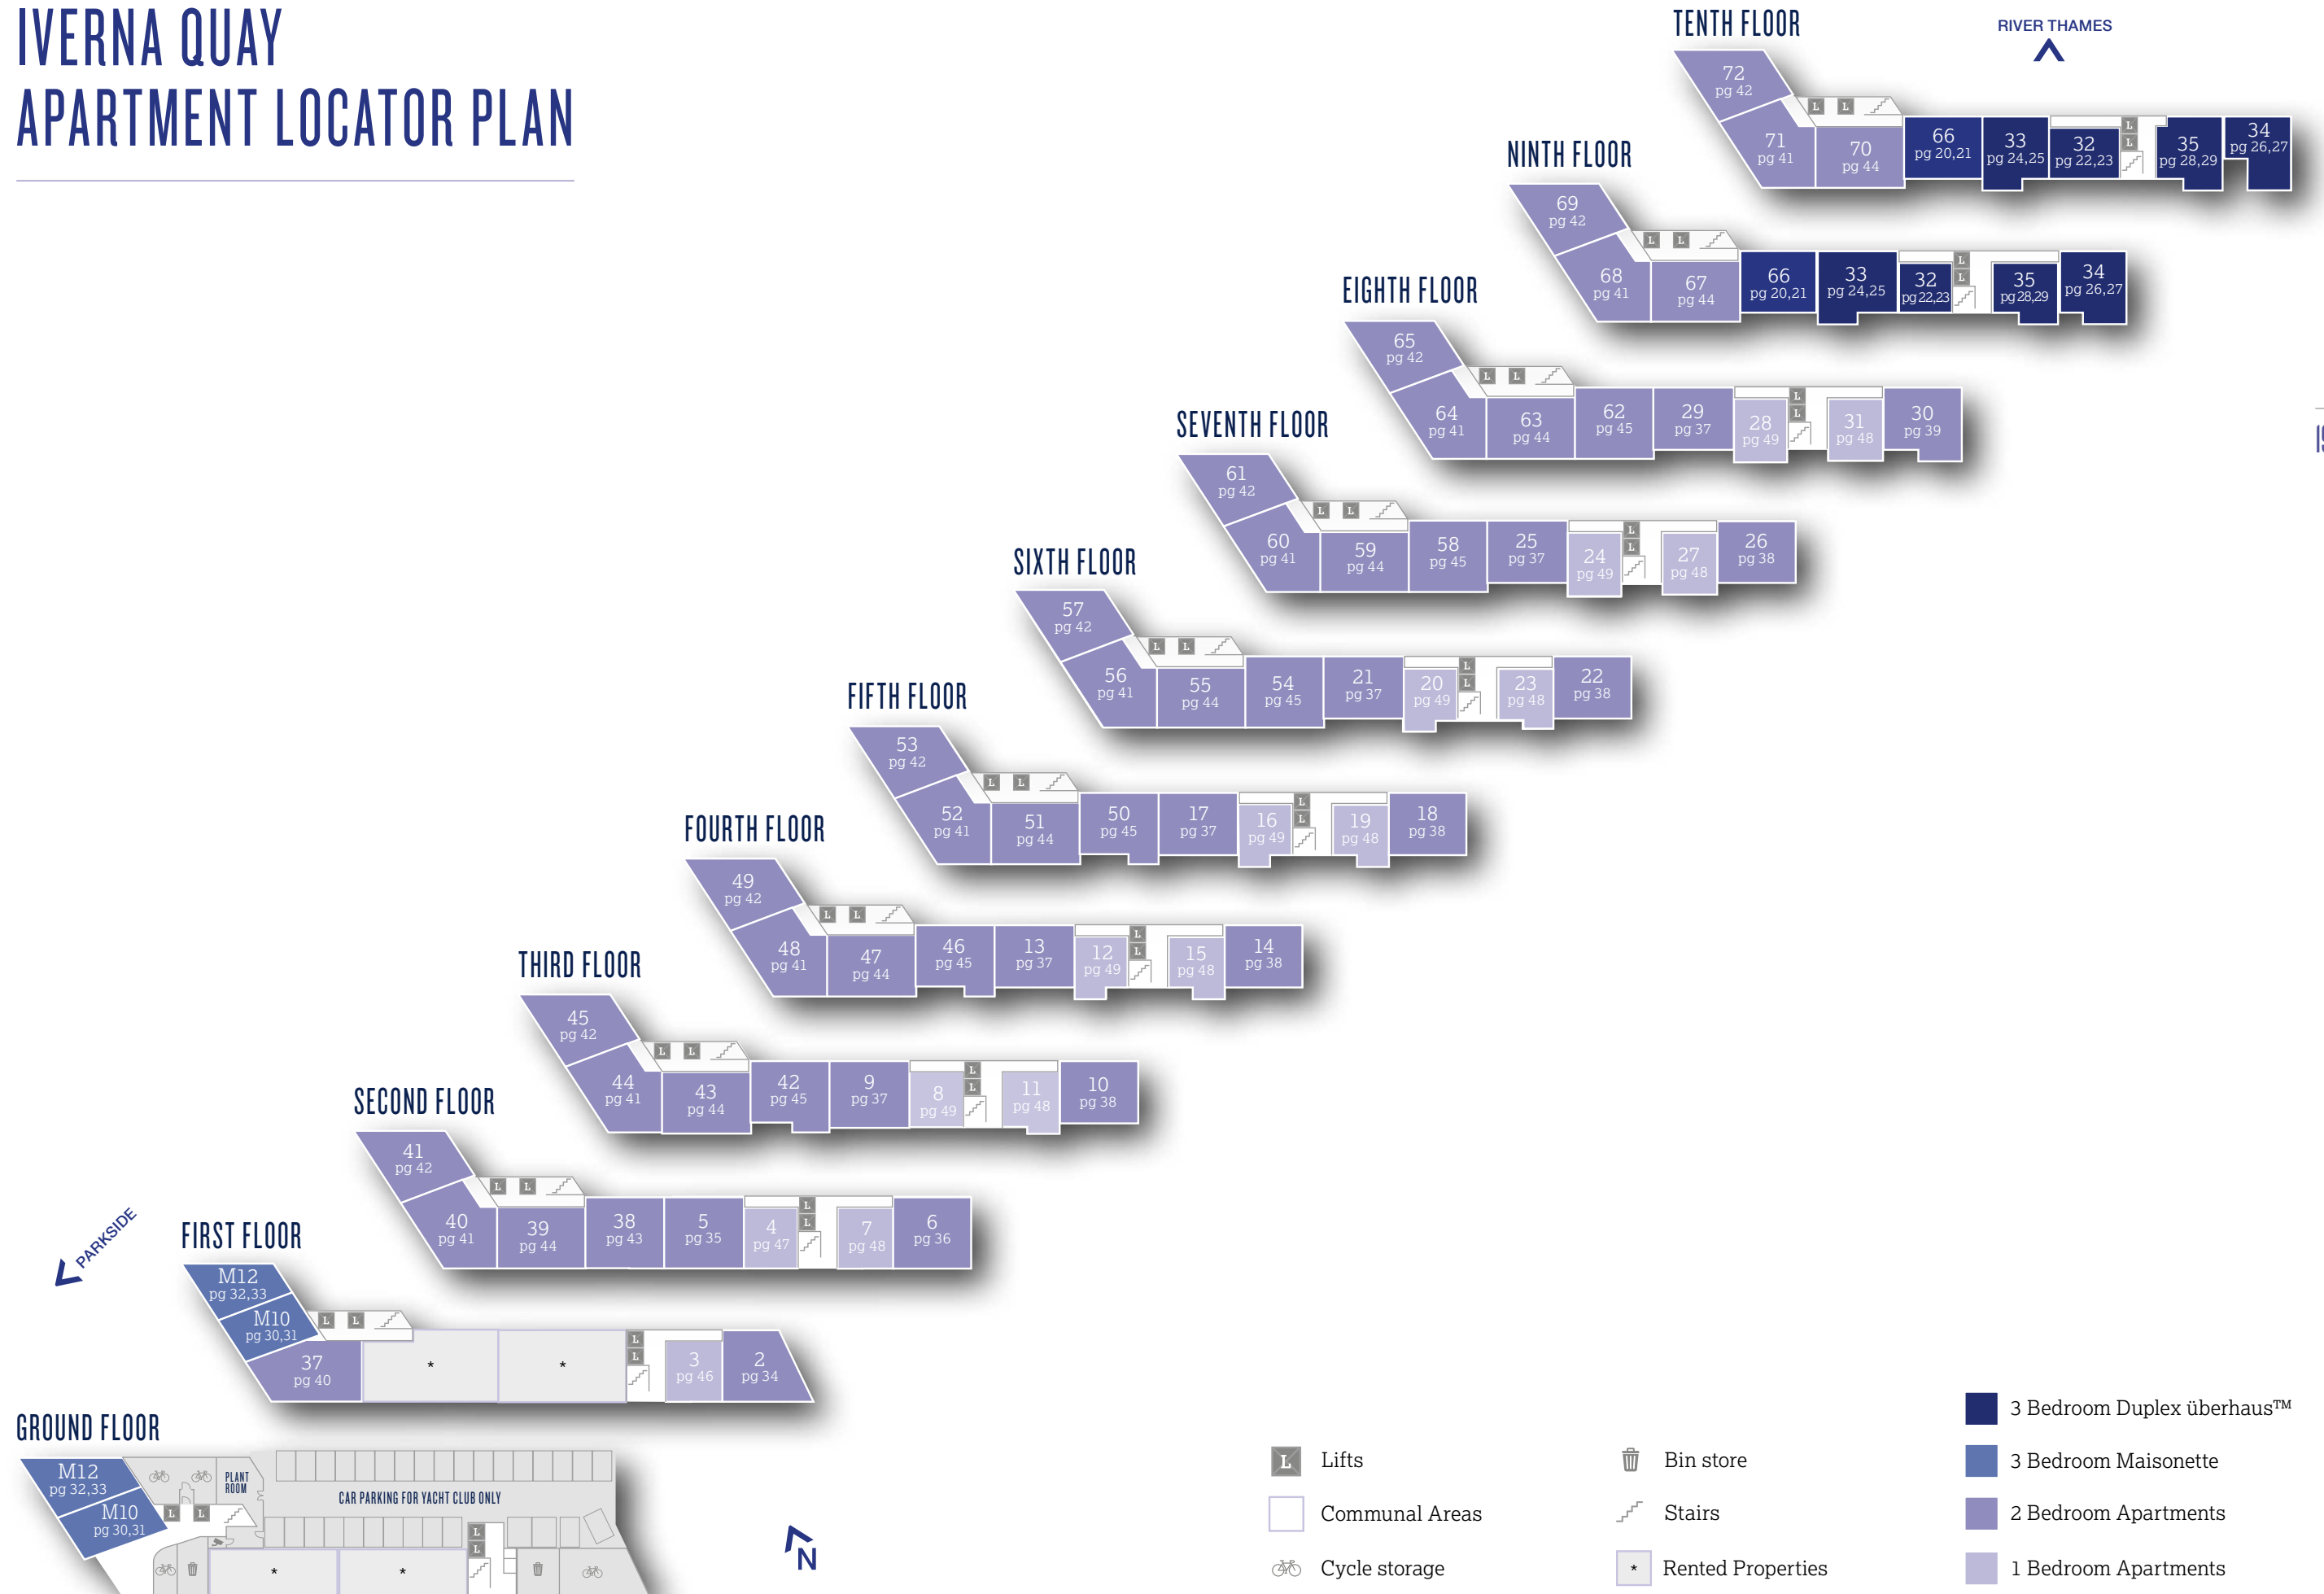 IVERNA QUAY
APARTMENT LOCATOR PLAN
RIVER THAMES
TENTH FLOOR
72
pg 42
71
pg 41
70
pg 44
66
pg 20,21
33
pg 24,25
32
pg 22,23
L
L
L
L
35
pg 28,29
34
pg 26,27
NINTH FLOOR
69
pg 42
68
pg 41
67
pg 44
66
pg 20,21
33
pg 24,25
32
pg 22,23
L
L
L
L
35
pg 28,29
34
pg 26,27
EIGHTH FLOOR
65
pg 42
64
pg 41
63
pg 44
62
pg 45
29
pg 37
28
pg 49
L
L
L
L
31
pg 48
30
pg 39
SEVENTH FLOOR
61
pg 42
60
pg 41
59
pg 44
58
pg 45
25
pg 37
24
pg 49
L
L
L
L
27
pg 48
26
pg 38
SIXTH FLOOR
57
pg 42
56
pg 41
55
pg 44
54
pg 45
21
pg 37
20
pg 49
L
L
L
L
23
pg 48
22
pg 38
FIFTH FLOOR
53
pg 42
52
pg 41
51
pg 44
50
pg 45
17
pg 37
16
pg 49
L
L
L
L
19
pg 48
18
pg 38
FOURTH FLOOR
49
pg 42
48
pg 41
47
pg 44
46
pg 45
13
pg 37
12
pg 49
L
L
L
L
15
pg 48
14
pg 38
THIRD FLOOR
45
pg 42
44
pg 41
43
pg 44
42
pg 45
9
pg 37
8
pg 49
L
L
L
L
11
pg 48
10
pg 38
SECOND FLOOR
41
pg 42
40
pg 41
39
pg 44
38
pg 43
5
pg 35
4
pg 47
L
L
L
L
7
pg 48
6
pg 36
PARKSIDE
FIRST FLOOR
M12
pg 32,33
M10
pg 30,31
37
pg 40
L
L
*
*
L
L
3
pg 46
2
pg 34
GROUND FLOOR
M12
pg 32,33
M10
pg 30,31
PLANT
ROOM
CAR PARKING FOR YACHT CLUB ONLY
L
L
L
L
*
*
N
L
Lifts
Communal Areas
Cycle storage
Bin store
Stairs
*
Rented Properties
3 Bedroom Duplex überhaus™
3 Bedroom Maisonette
2 Bedroom Apartments
1 Bedroom Apartments